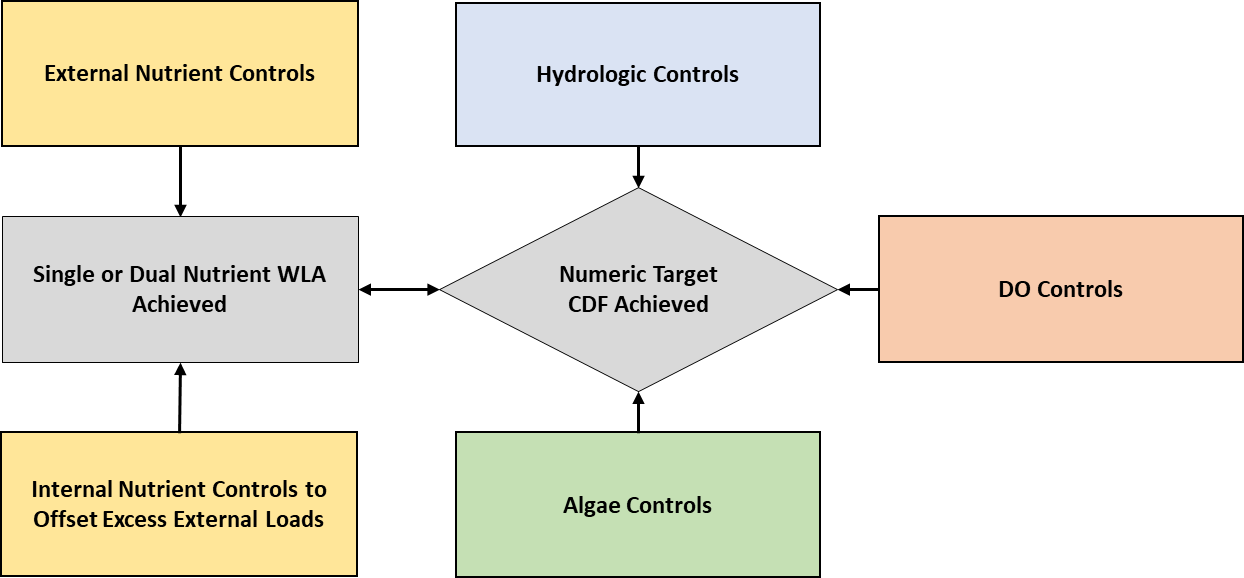 External Nutrient Controls
Hydrologic Controls
Single or Dual Nutrient WLA
Achieved
Numeric Target
CDF Achieved
DO Controls
Internal Nutrient Controls to
Offset Excess External Loads
Algae Controls